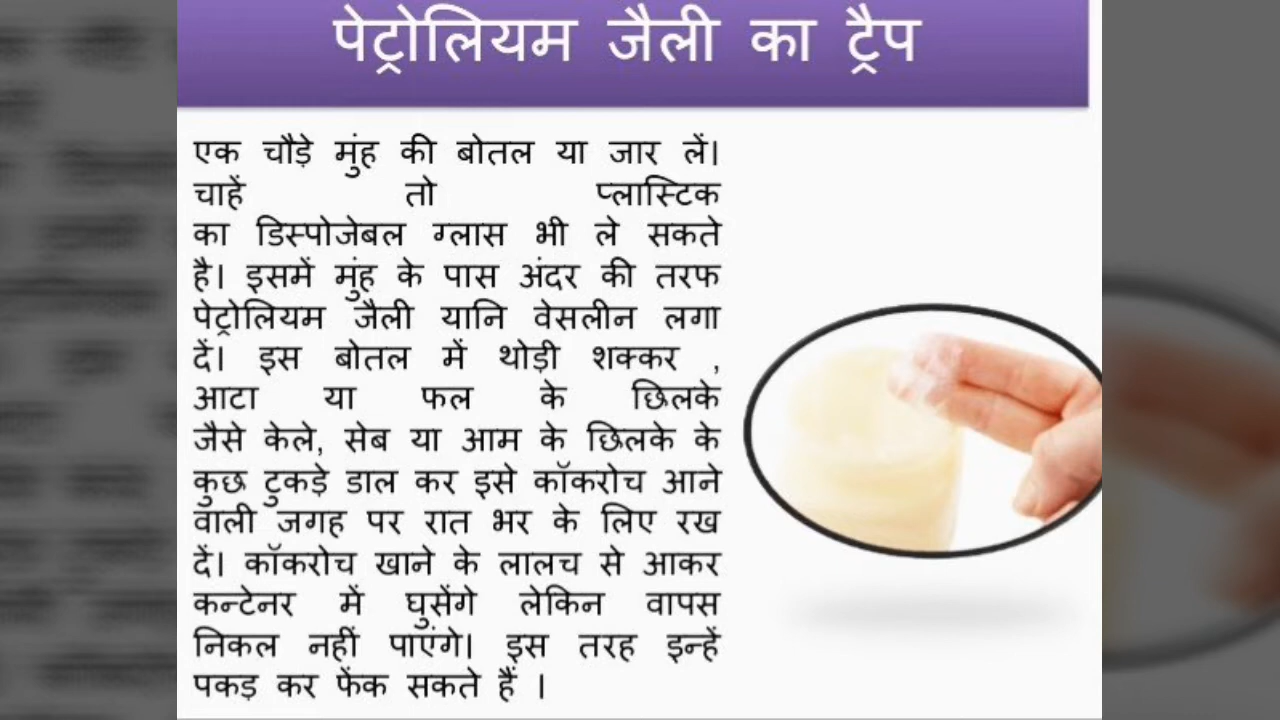 पेट्रोलियम जैली का ट्रैप
एक चौड़े मुंह की बोतल या जार लें।
चाहें तो प्लास्टिक
का डिस्पोजेबल ग्लास भी ले सकते
है। इसमें मुंह के पास अंदर की तरफ
पेट्रोलियम जैली यानि वेसलीन लगा
दें। इस बोतल में थोड़ी शक्कर ,
आटा या फल के छिलके
जैसे केले, सेब या आम के छिलके के
कुछ टुकड़े डाल कर इसे कॉकरोच आने
वाली जगह पर रात भर के लिए रख
दें। कॉकरोच खाने के लालच से आकर
कन्टेनर में घुसेंगे लेकिन वापस
निकल नहीं पाएंगे। इस तरह इन्हें
पकड़ कर फेंक सकते हैं ।